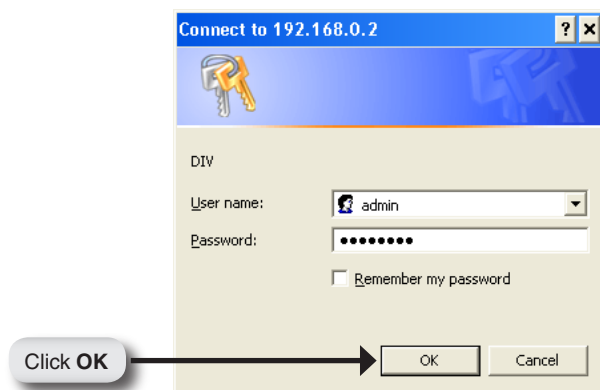 Connect to 192.168.0.2
DIV
User name:
admin
Password:
••••••••
Remember my password
Click OK
OK
Cancel